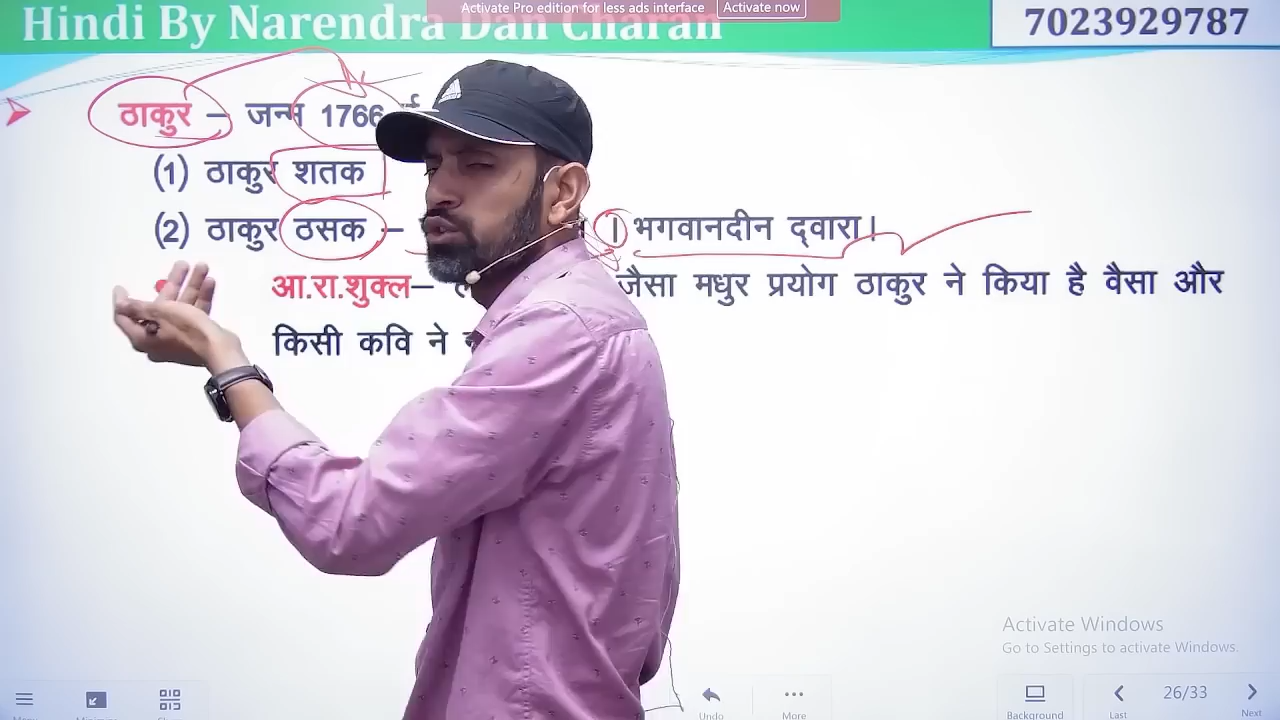 Activate Pro edition for less ads interface Activate now
Hindi By Narendra Dan Charan
7023929787
ठाकुर – जन्म 1766
(1) ठाकुर शतक
(2) ठाकुर ठसक – । भगवानदीन द्वारा।
आ.रा.शुक्ल– जैसा मधुर प्रयोग ठाकुर ने किया है वैसा और
किसी कवि ने
Activate Windows
Go to Settings to activate Windows.
Undo
More
Background
Last
26/33
Next